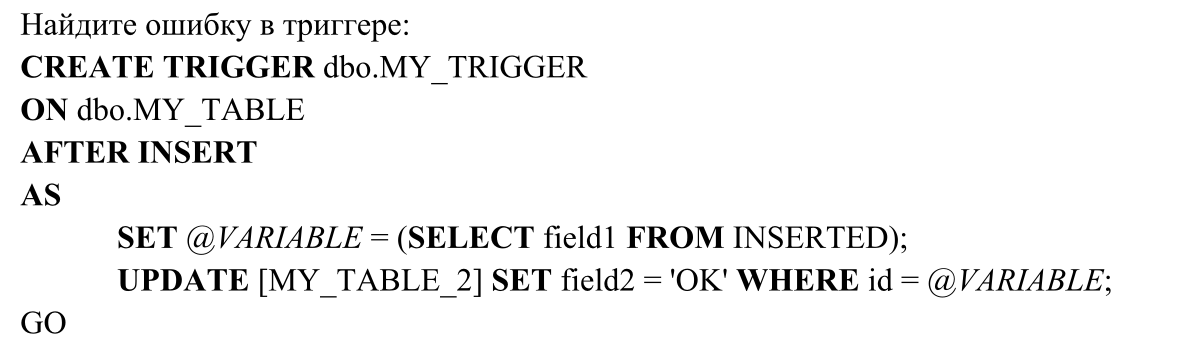 Найдите ошибку в триггере:
CREATE TRIGGER dbo.MY_TRIGGER
ON dbo.MY_TABLE
AFTER INSERT
AS
SET @VARIABLE = (SELECT field1 FROM INSERTED);
UPDATE [MY_TABLE_2] SET field2 = 'OK' WHERE id = @VARIABLE;
GO